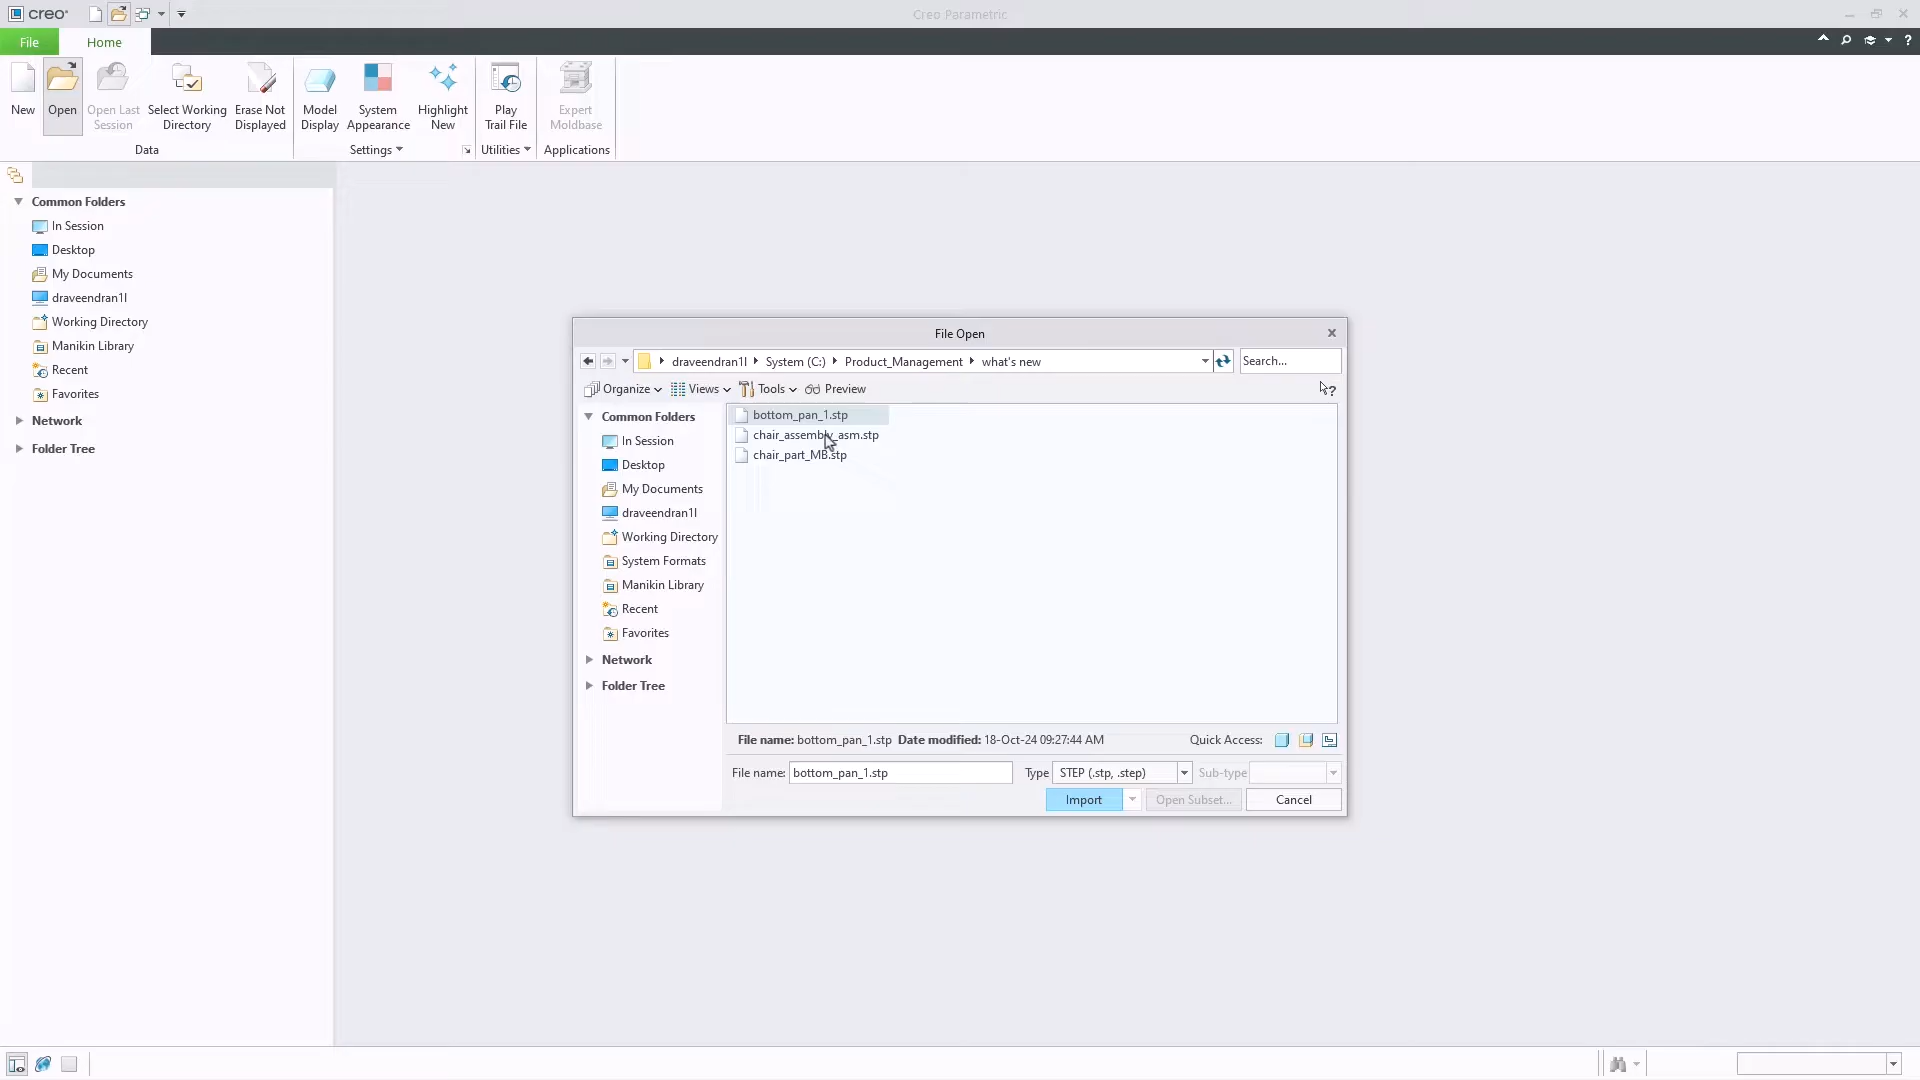 creo
Creo Parametric
File
Home
New
Open
Open Last Session
Select Working Directory
Erase Not Displayed
Model Display
System Appearance
Highlight New
Play Trail File
Expert Moldbase
Data
Settings
Utilities
Applications
Common Folders
In Session
Desktop
My Documents
draveendran1l
Working Directory
Manikin Library
Recent
Favorites
Network
Folder Tree
File Open
draveendran1l
System (C:)
Product_Management
what's new
Search...
Organize
Views
Tools
Preview
Common Folders
In Session
Desktop
My Documents
draveendran1l
Working Directory
System Formats
Manikin Library
Recent
Favorites
Network
Folder Tree
bottom_pan_1.stp
chair_assembly_asm.stp
chair_part_MB.stp
File name: bottom_pan_1.stp Date modified: 18-Oct-24 09:27:44 AM
Quick Access:
File name: bottom_pan_1.stp
Type STEP (.stp, .step)
Sub-type
Import
Open Subset...
Cancel